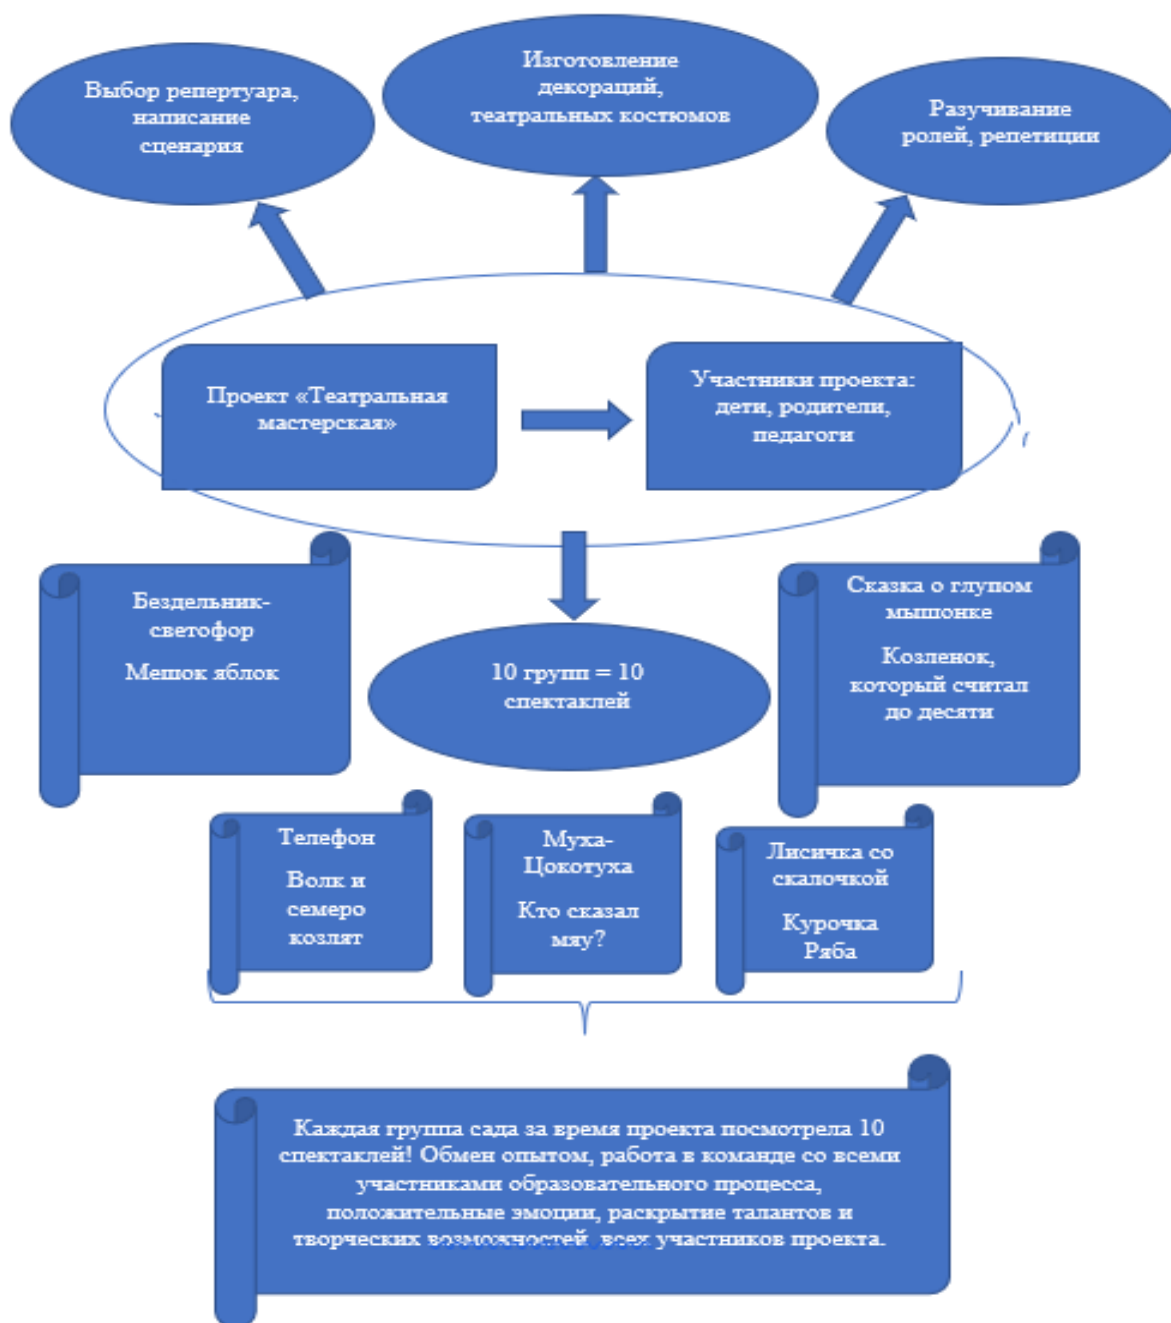 Выбор репертуара,
написание
сценария
Изготовление
декораций,
театральных костюмов
Разучивание
ролей, репетиции
Проект «Театральная
мастерская»
Участники проекта:
дети, родители,
педагоги
Бездельник-
светофор
Мешок яблок
10 групп = 10
спектаклей
Сказка о глупом
мышонке
Козленок,
который считал
до десяти
Телефон
Волк и
семеро
козлят
Муха-
Цокотуха
Кто сказал
мяу?
Лисичка со
скалочкой
Курочка
Ряба
Каждая группа сада за время проекта посмотрела 10
спектаклей! Обмен опытом, работа в команде со всеми
участниками образовательного процесса,
положительные эмоции, раскрытие талантов и
творческих возможностей всех участников проекта.